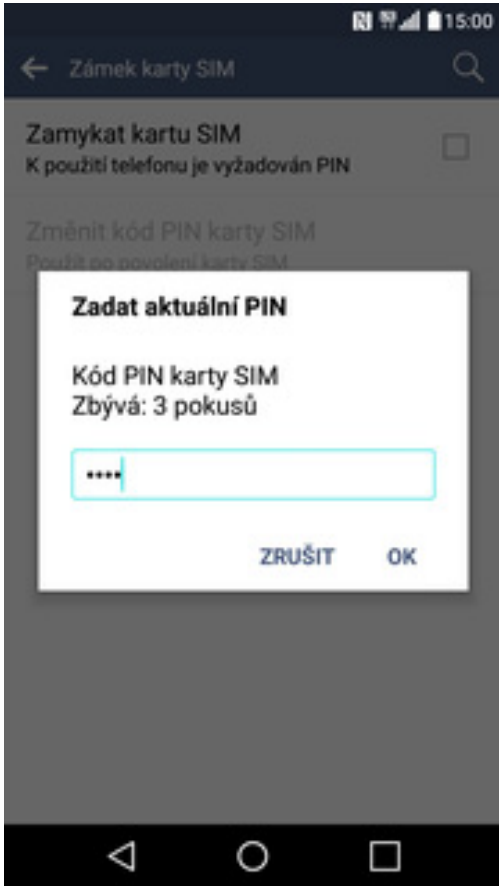 15:00
Zámek karty SIM
Zamykat kartu SIM
K použití telefonu je vyžadován PIN
Změnit kód PIN karty SIM
Použít po povolení karty SIM
Zadat aktuální PIN
Kód PIN karty SIM
Zbývá: 3 pokusů
••••
ZRUŠIT OK